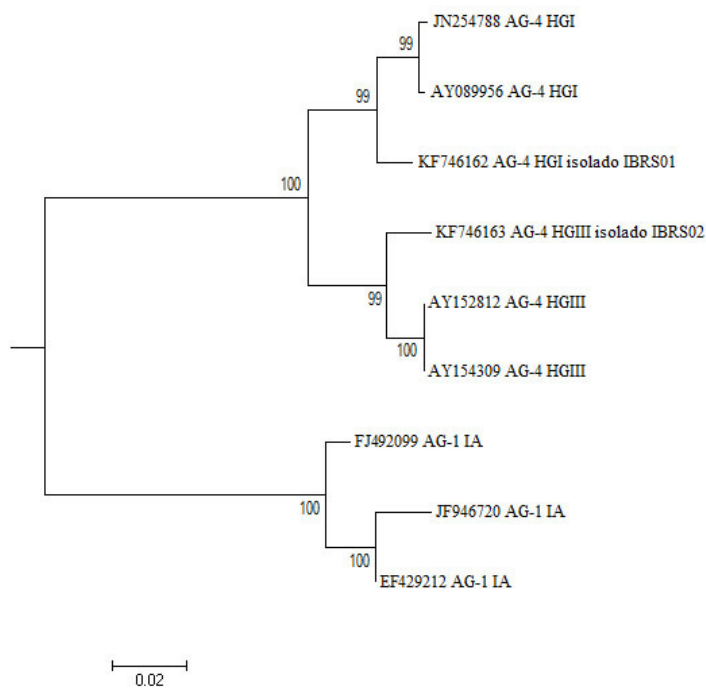 JN254788 AG-4 HGI
99
AY089956 AG-4 HGI
99
KF746162 AG-4 HGI isolado IBRS01
100
KF746163 AG-4 HGIII isolado IBRS02
99
AY152812 AG-4 HGIII
100
AY154309 AG-4 HGIII
FJ492099 AG-1 IA
100
JF946720 AG-1 IA
100
EF429212 AG-1 IA
0.02